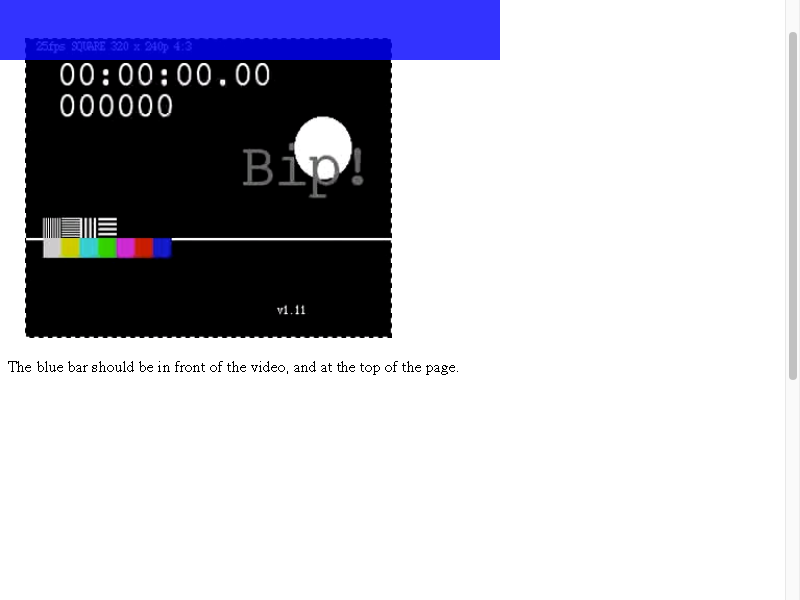 25fps SQUARE 320 x 240p 4:3
00:00:00.00
000000
Bip!
v1.11
The blue bar should be in front of the video, and at the top of the page.